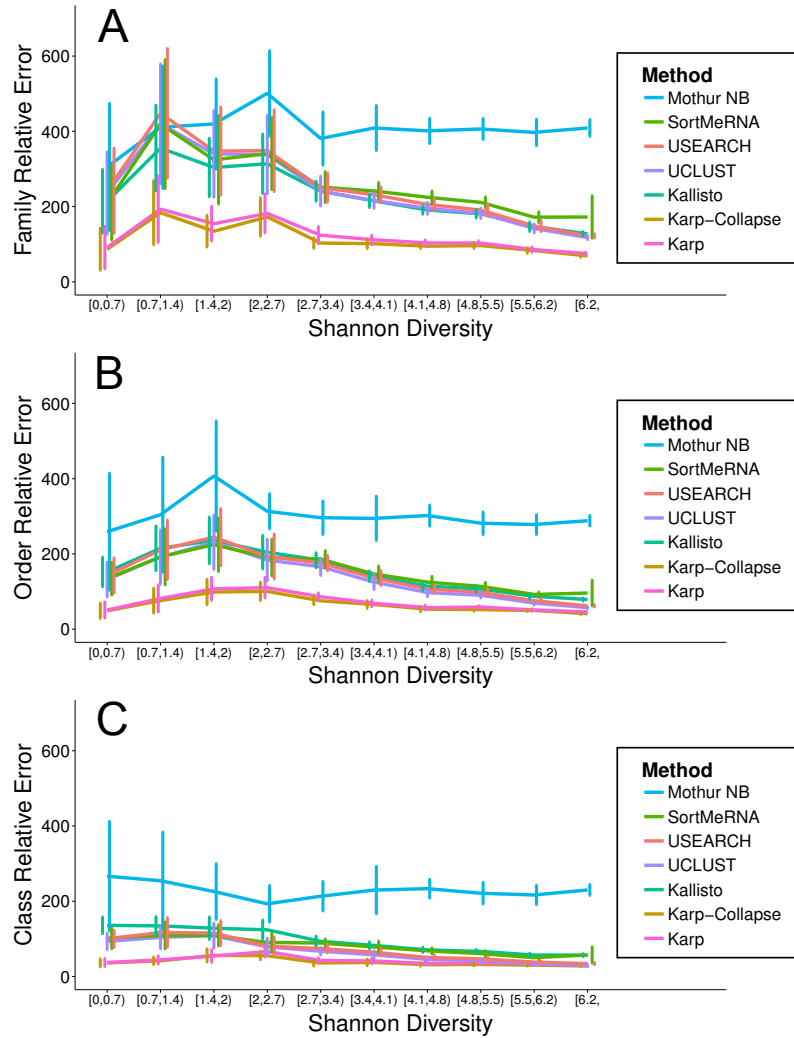 A
Family Relative Error
600
400
200
0
[0,0.7) [0.7,1.4) [1.4,2) [2,2.7) [2.7,3.4) [3.4,4.1) [4.1,4.8) [4.8,5.5) [5.5,6.2) [6.2,
Shannon Diversity
Method
Mothur NB
SortMeRNA
USEARCH
UCLUST
Kallisto
Karp−Collapse
Karp
B
Order Relative Error
600
400
200
0
[0,0.7) [0.7,1.4) [1.4,2) [2,2.7) [2.7,3.4) [3.4,4.1) [4.1,4.8) [4.8,5.5) [5.5,6.2) [6.2,
Shannon Diversity
Method
Mothur NB
SortMeRNA
USEARCH
UCLUST
Kallisto
Karp−Collapse
Karp
C
Class Relative Error
600
400
200
0
[0,0.7) [0.7,1.4) [1.4,2) [2,2.7) [2.7,3.4) [3.4,4.1) [4.1,4.8) [4.8,5.5) [5.5,6.2) [6.2,
Shannon Diversity
Method
Mothur NB
SortMeRNA
USEARCH
UCLUST
Kallisto
Karp−Collapse
Karp